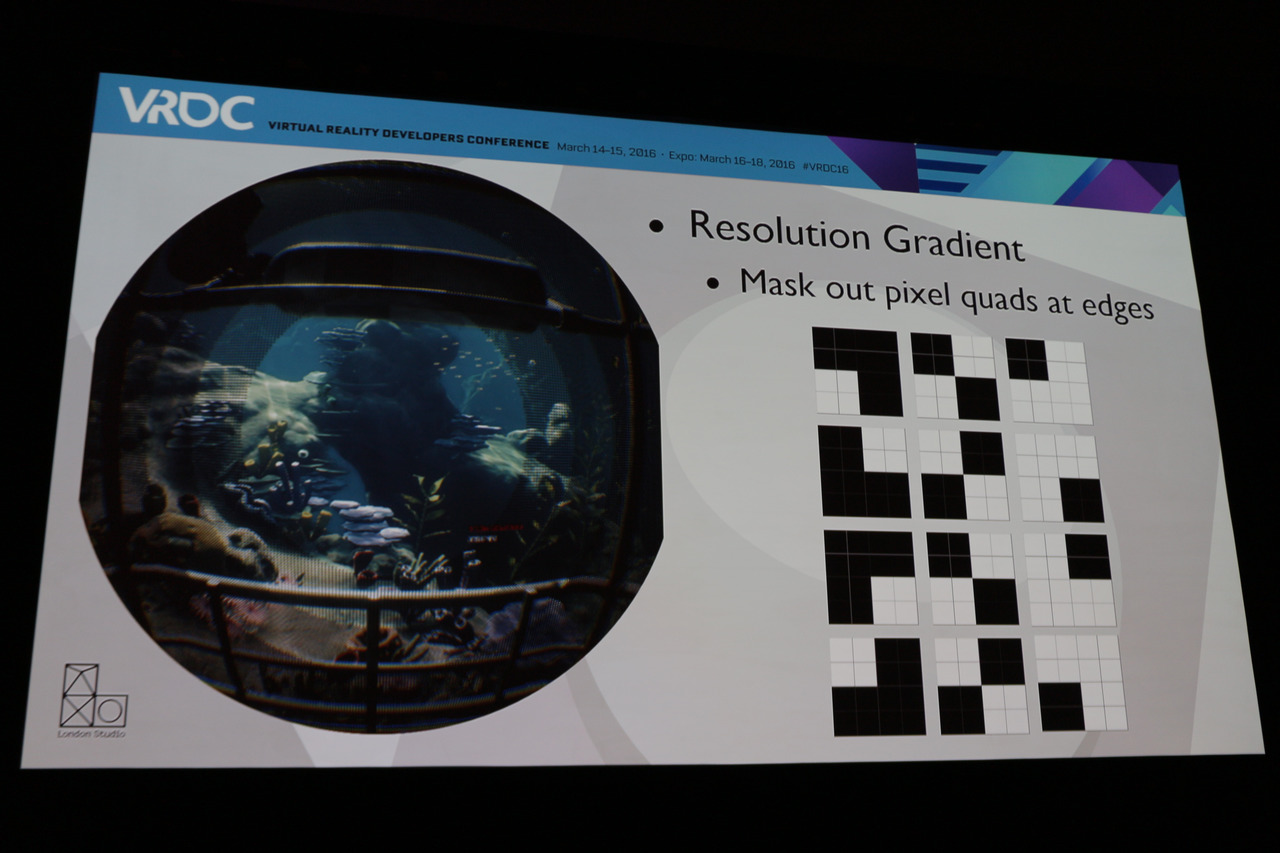 VRDC
VIRTUAL REALITY DEVELOPERS CONFERENCE March 14-15, 2016 · Expo: March 16-18, 2016 #VRDC16
• Resolution Gradient
• Mask out pixel quads at edges
London Studio